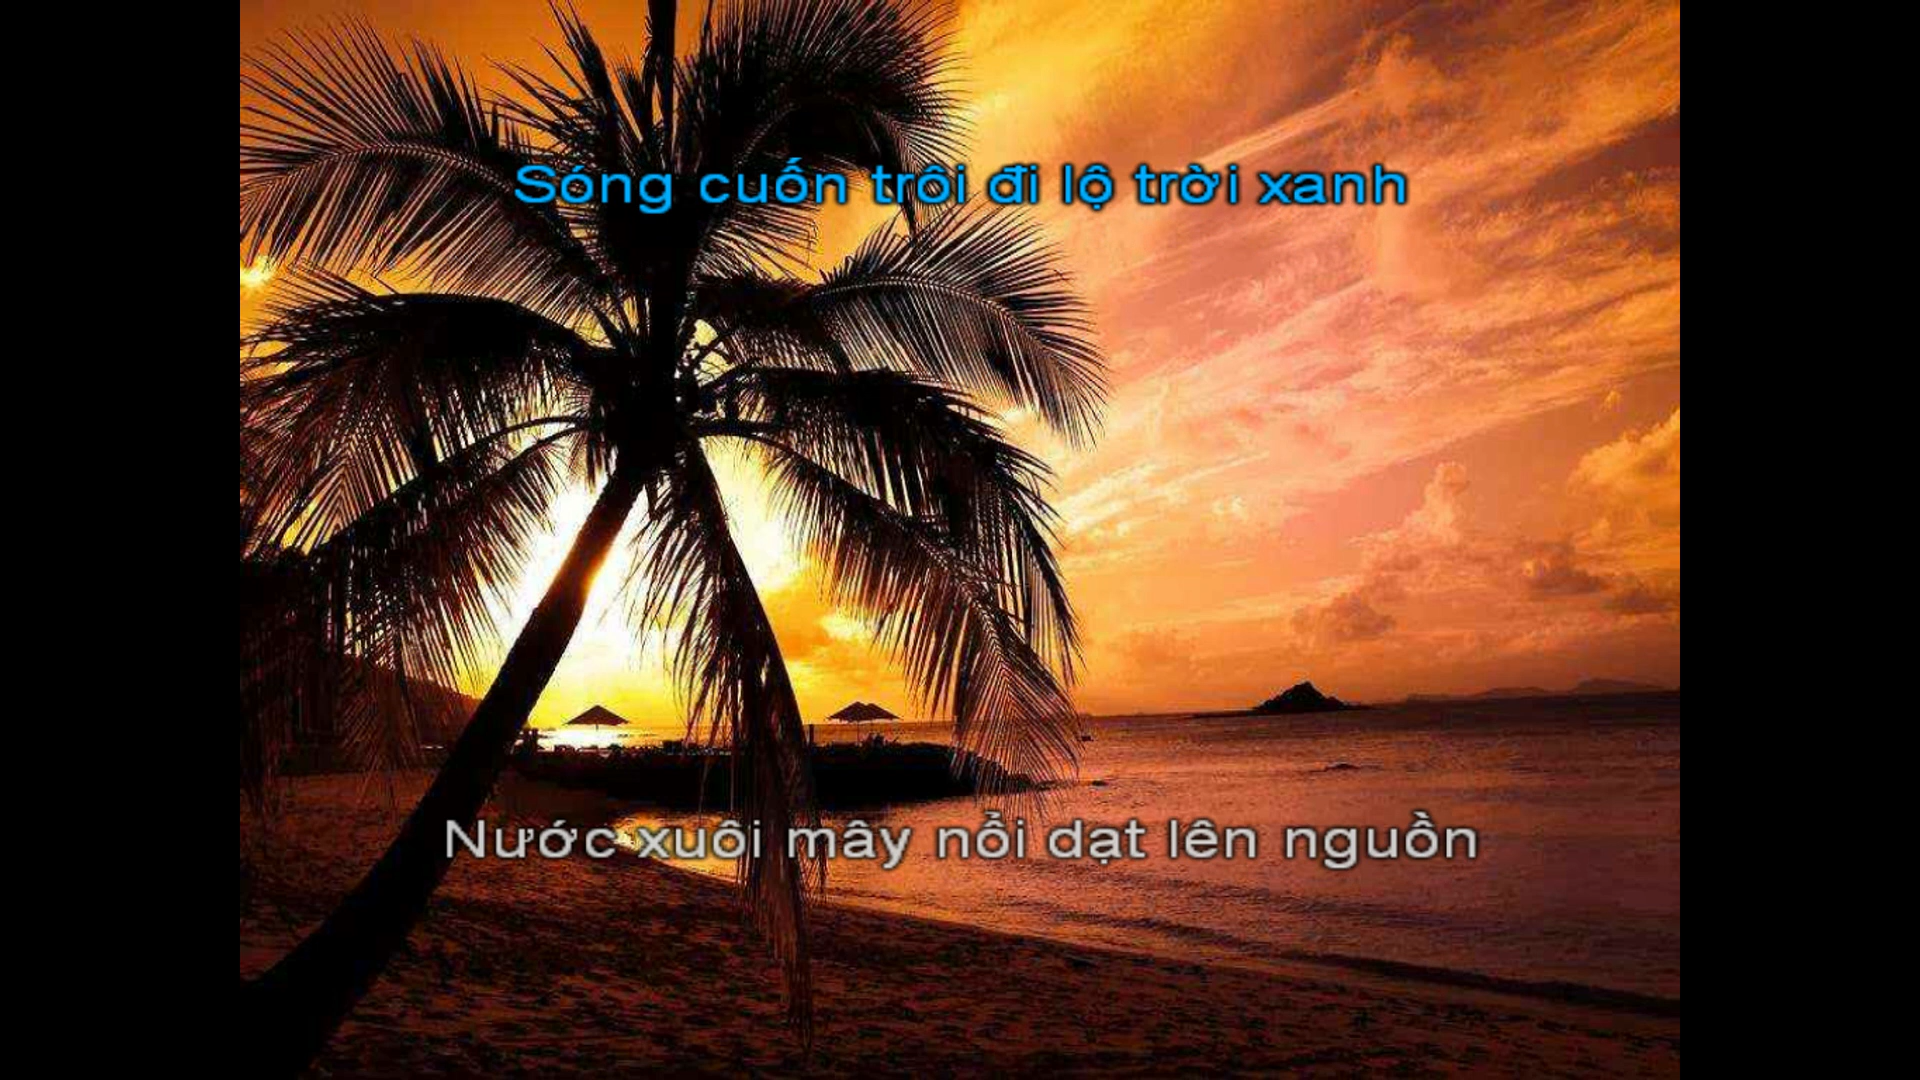 Sóng cuốn trôi đi lộ trời xanh
Nước xuôi mây nổi dạt lên nguồn